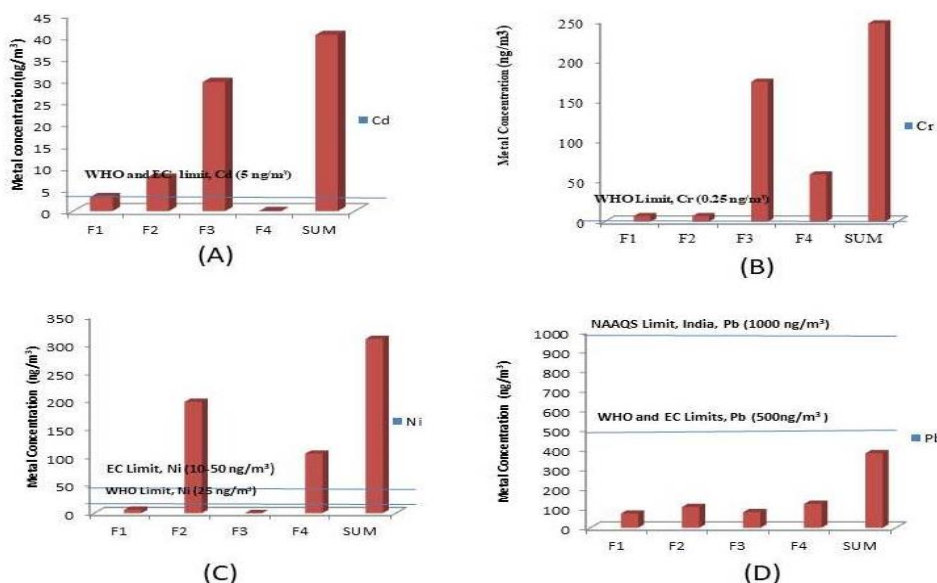 Metal concentration(ng/m³)
45
40
35
30
25
20
15
10
5
0
WHO and EC limit, Cd (5 ng/m³)
Cd
F1 F2 F3 F4 SUM
(A)
Metal Concentration (ng/m3)
250
200
150
100
50
0
WHO Limit, Cr (0.25 ng/m³)
Cr
F1 F2 F3 F4 SUM
(B)
Metal Concentration (ng/m³)
350
300
250
200
150
100
50
0
EC Limit, Ni (10-50 ng/m³)
WHO Limit, Ni (25 ng/m³)
Ni
F1 F2 F3 F4 SUM
(C)
Metal Concentration (ng/m³)
NAAQS Limit, India, Pb (1000 ng/m³)
1000
900
800
700
600
WHO and EC Limits, Pb (500ng/m³)
500
400
300
200
100
0
Pb
F1 F2 F3 F4 SUM
(D)